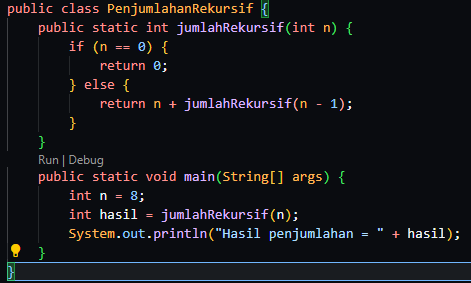 public class PenjumlahanRekursif {
    public static int jumlahRekursif(int n) {
        if (n == 0) {
            return 0;
        } else {
            return n + jumlahRekursif(n - 1);
        }
    }
    Run | Debug
    public static void main(String[] args) {
        int n = 8;
        int hasil = jumlahRekursif(n);
        System.out.println("Hasil penjumlahan = " + hasil);
    }
}